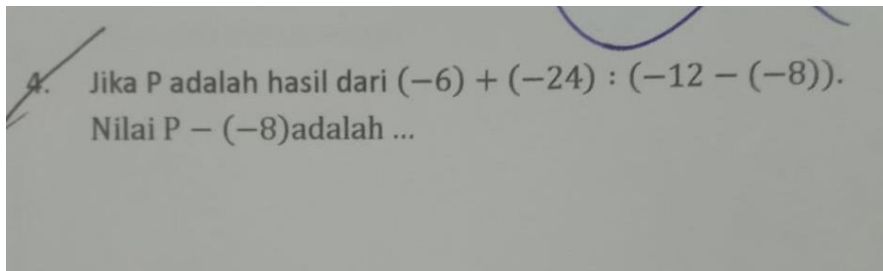 4. Jika P adalah hasil dari (−6) + (−24) : (−12 − (−8)).
Nilai P − (−8)adalah ...